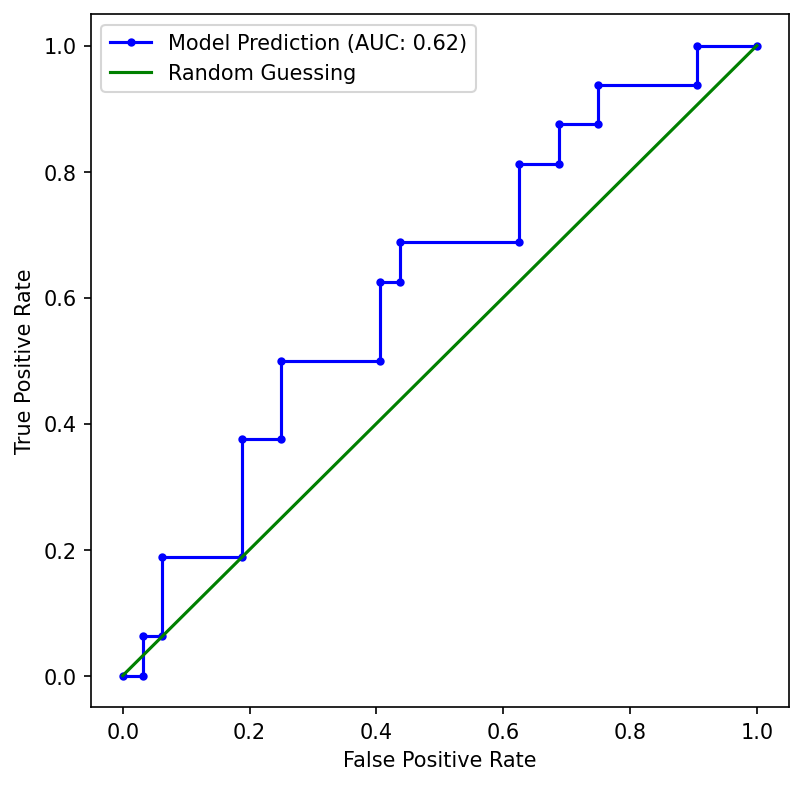 Model Prediction (AUC: 0.62)
Random Guessing
1.0
0.8
0.6
0.4
0.2
0.0
True Positive Rate
0.0 0.2 0.4 0.6 0.8 1.0
False Positive Rate